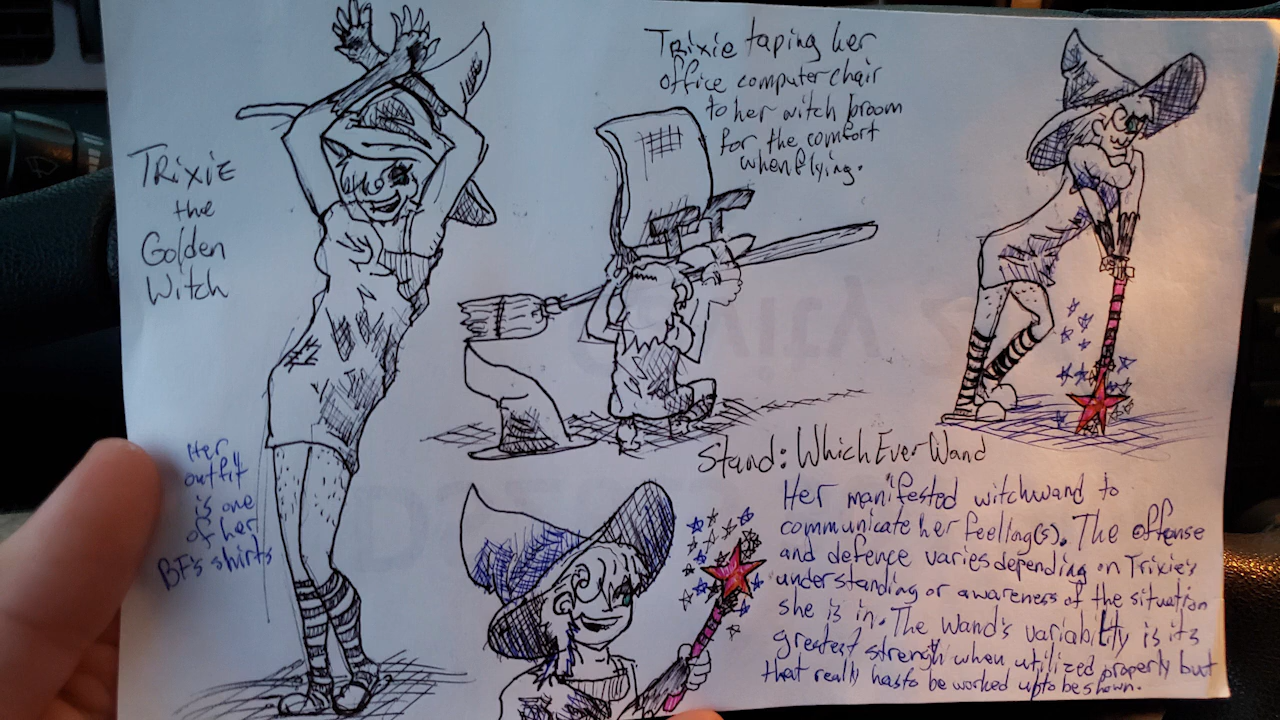 Trixie
the
Golden
Witch
Trixie taping her
office computer chair
to her witch broom
for the comfort
when flying.
Her
outfit
is one
of her
BF's shirts
Stand: WhichEverWand
Her manifested witchwand to
communicate her feellog(s). The offense
and defence varies depending on Trixie's
understanding or awareness of the situation
she is in. The Wand's variability is its
greatest strength when utilized properly but
that really has to be worked up to be shown.